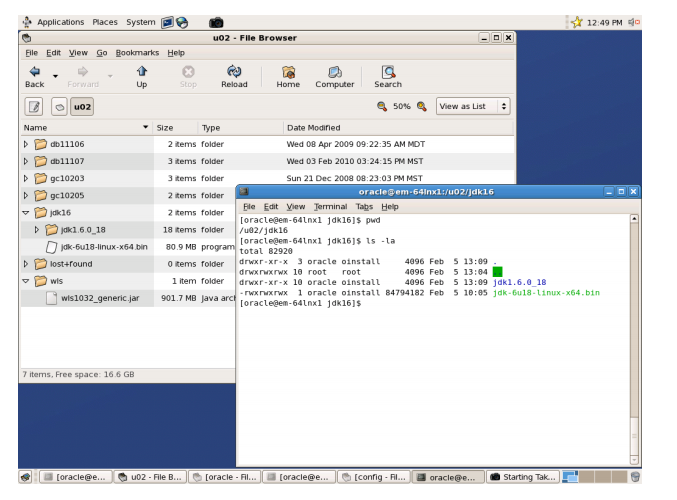 Applications Places System 12:49 PM
u02 - File Browser
File Edit View Go Bookmarks Help
Back Forward Up Stop Reload Home Computer Search
u02 50% View as List
Name Size Type Date Modified
db11106 2 items folder Wed 08 Apr 2009 09:22:35 AM MDT
db11107 3 items folder Wed 03 Feb 2010 03:24:15 PM MST
gc10203 3 items folder Sun 21 Dec 2008 08:23:03 PM MST
gc10205 2 items folder
jdk16 2 items folder
jdk1.6.0_18 18 items folder
jdk-6u18-linux-x64.bin 80.9 MB program
lost+found 0 items folder
wls 1 item folder
wls1032_generic.jar 901.7 MB Java arc
7 items, Free space: 16.6 GB
oracle@em-64lnx1:/u02/jdk16
File Edit View Terminal Tabs Help
[oracle@em-64lnx1 jdk16]$ pwd
/u02/jdk16
[oracle@em-64lnx1 jdk16]$ ls -la
total 82920
drwxr-xr-x 3 oracle oinstall 4096 Feb 5 13:09 .
drwxrwxrwx 10 root root 4096 Feb 5 13:04 ..
drwxr-xr-x 10 oracle oinstall 4096 Feb 5 13:09 jdk1.6.0_18
-rwxrwxrwx 1 oracle oinstall 84794182 Feb 5 10:05 jdk-6u18-linux-x64.bin
[oracle@em-64lnx1 jdk16]$
[oracle@e... u02 - File B... [oracle - Fil... [oracle@e... [config - Fil... oracle@e... Starting Tak...